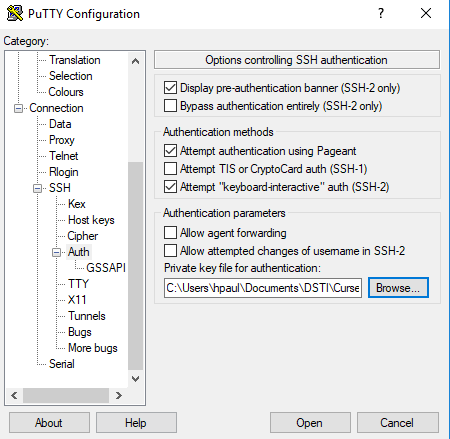 PuTTY Configuration
? X
Category:
Translation
Selection
Colours
Connection
Data
Proxy
Telnet
Rlogin
SSH
Kex
Host keys
Cipher
Auth
GSSAPI
TTY
X11
Tunnels
Bugs
More bugs
Serial
Options controlling SSH authentication
Display pre-authentication banner (SSH-2 only)
Bypass authentication entirely (SSH-2 only)
Authentication methods
Attempt authentication using Pageant
Attempt TIS or CryptoCard auth (SSH-1)
Attempt "keyboard-interactive" auth (SSH-2)
Authentication parameters
Allow agent forwarding
Allow attempted changes of username in SSH-2
Private key file for authentication:
C:\Users\hpaul\Documents\DSTI\Curse
Browse...
About
Help
Open
Cancel